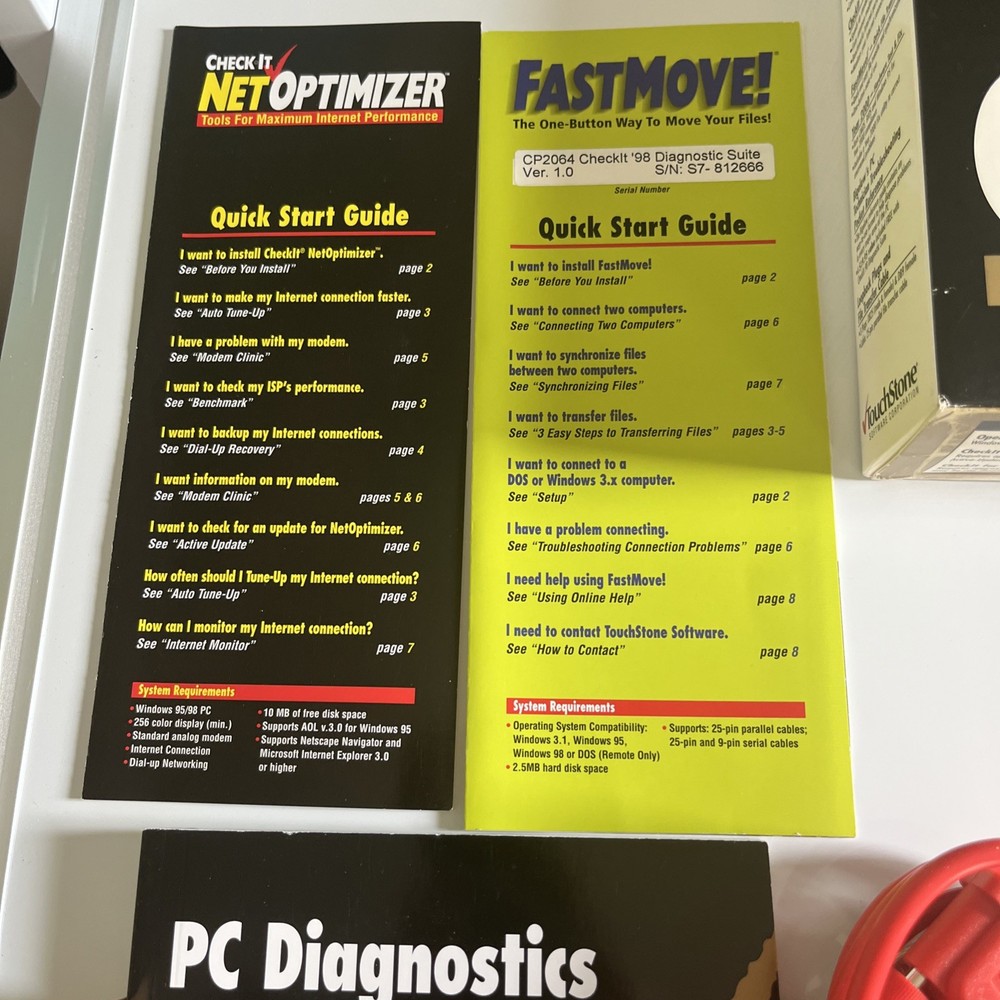 CHECK IT
NETOPTIMIZER™
Tools For Maximum Internet Performance
Quick Start Guide
I want to install CheckIt® NetOptimizer™.
See “Before You Install” page 2
I want to make my Internet connection faster.
See “Auto Tune-Up” page 3
I have a problem with my modem.
See “Modem Clinic” page 5
I want to check my ISP's performance.
See “Benchmark” page 3
I want to backup my Internet connections.
See “Dial-Up Recovery” page 4
I want information on my modem.
See “Modem Clinic” pages 5 & 6
I want to check for an update for NetOptimizer.
See “Active Update” page 6
How often should I Tune-Up my Internet connection?
See “Auto Tune-Up” page 3
How can I monitor my Internet connection?
See “Internet Monitor” page 7
System Requirements
• Windows 95/98 PC
• 256 color display (min.)
• Standard analog modem
• Internet Connection
• Dial-up Networking
• 10 MB of free disk space
• Supports AOL v.3.0 for Windows 95
• Supports Netscape Navigator and
Microsoft Internet Explorer 3.0
or higher
FASTMOVE!
The One-Button Way To Move Your Files!
CP2064 CheckIt '98 Diagnostic Suite
Ver. 1.0 S/N: S7- 812666
Serial Number
Quick Start Guide
I want to install FastMove!
See “Before You Install” page 2
I want to connect two computers.
See “Connecting Two Computers” page 6
I want to synchronize files
between two computers.
See “Synchronizing Files” page 7
I want to transfer files.
See “3 Easy Steps to Transferring Files” pages 3-5
I want to connect to a
DOS or Windows 3.x computer.
See “Setup” page 2
I have a problem connecting.
See “Troubleshooting Connection Problems” page 6
I need help using FastMove!
See “Using Online Help” page 8
I need to contact TouchStone Software.
See “How to Contact” page 8
System Requirements
• Operating System Compatibility:
Windows 3.1, Windows 95,
Windows 98 or DOS (Remote Only)
• 2.5MB hard disk space
• Supports: 25-pin parallel cables;
25-pin and 9-pin serial cables
TouchStone®
SOFTWARE CORPORATION
PC Diagnostics